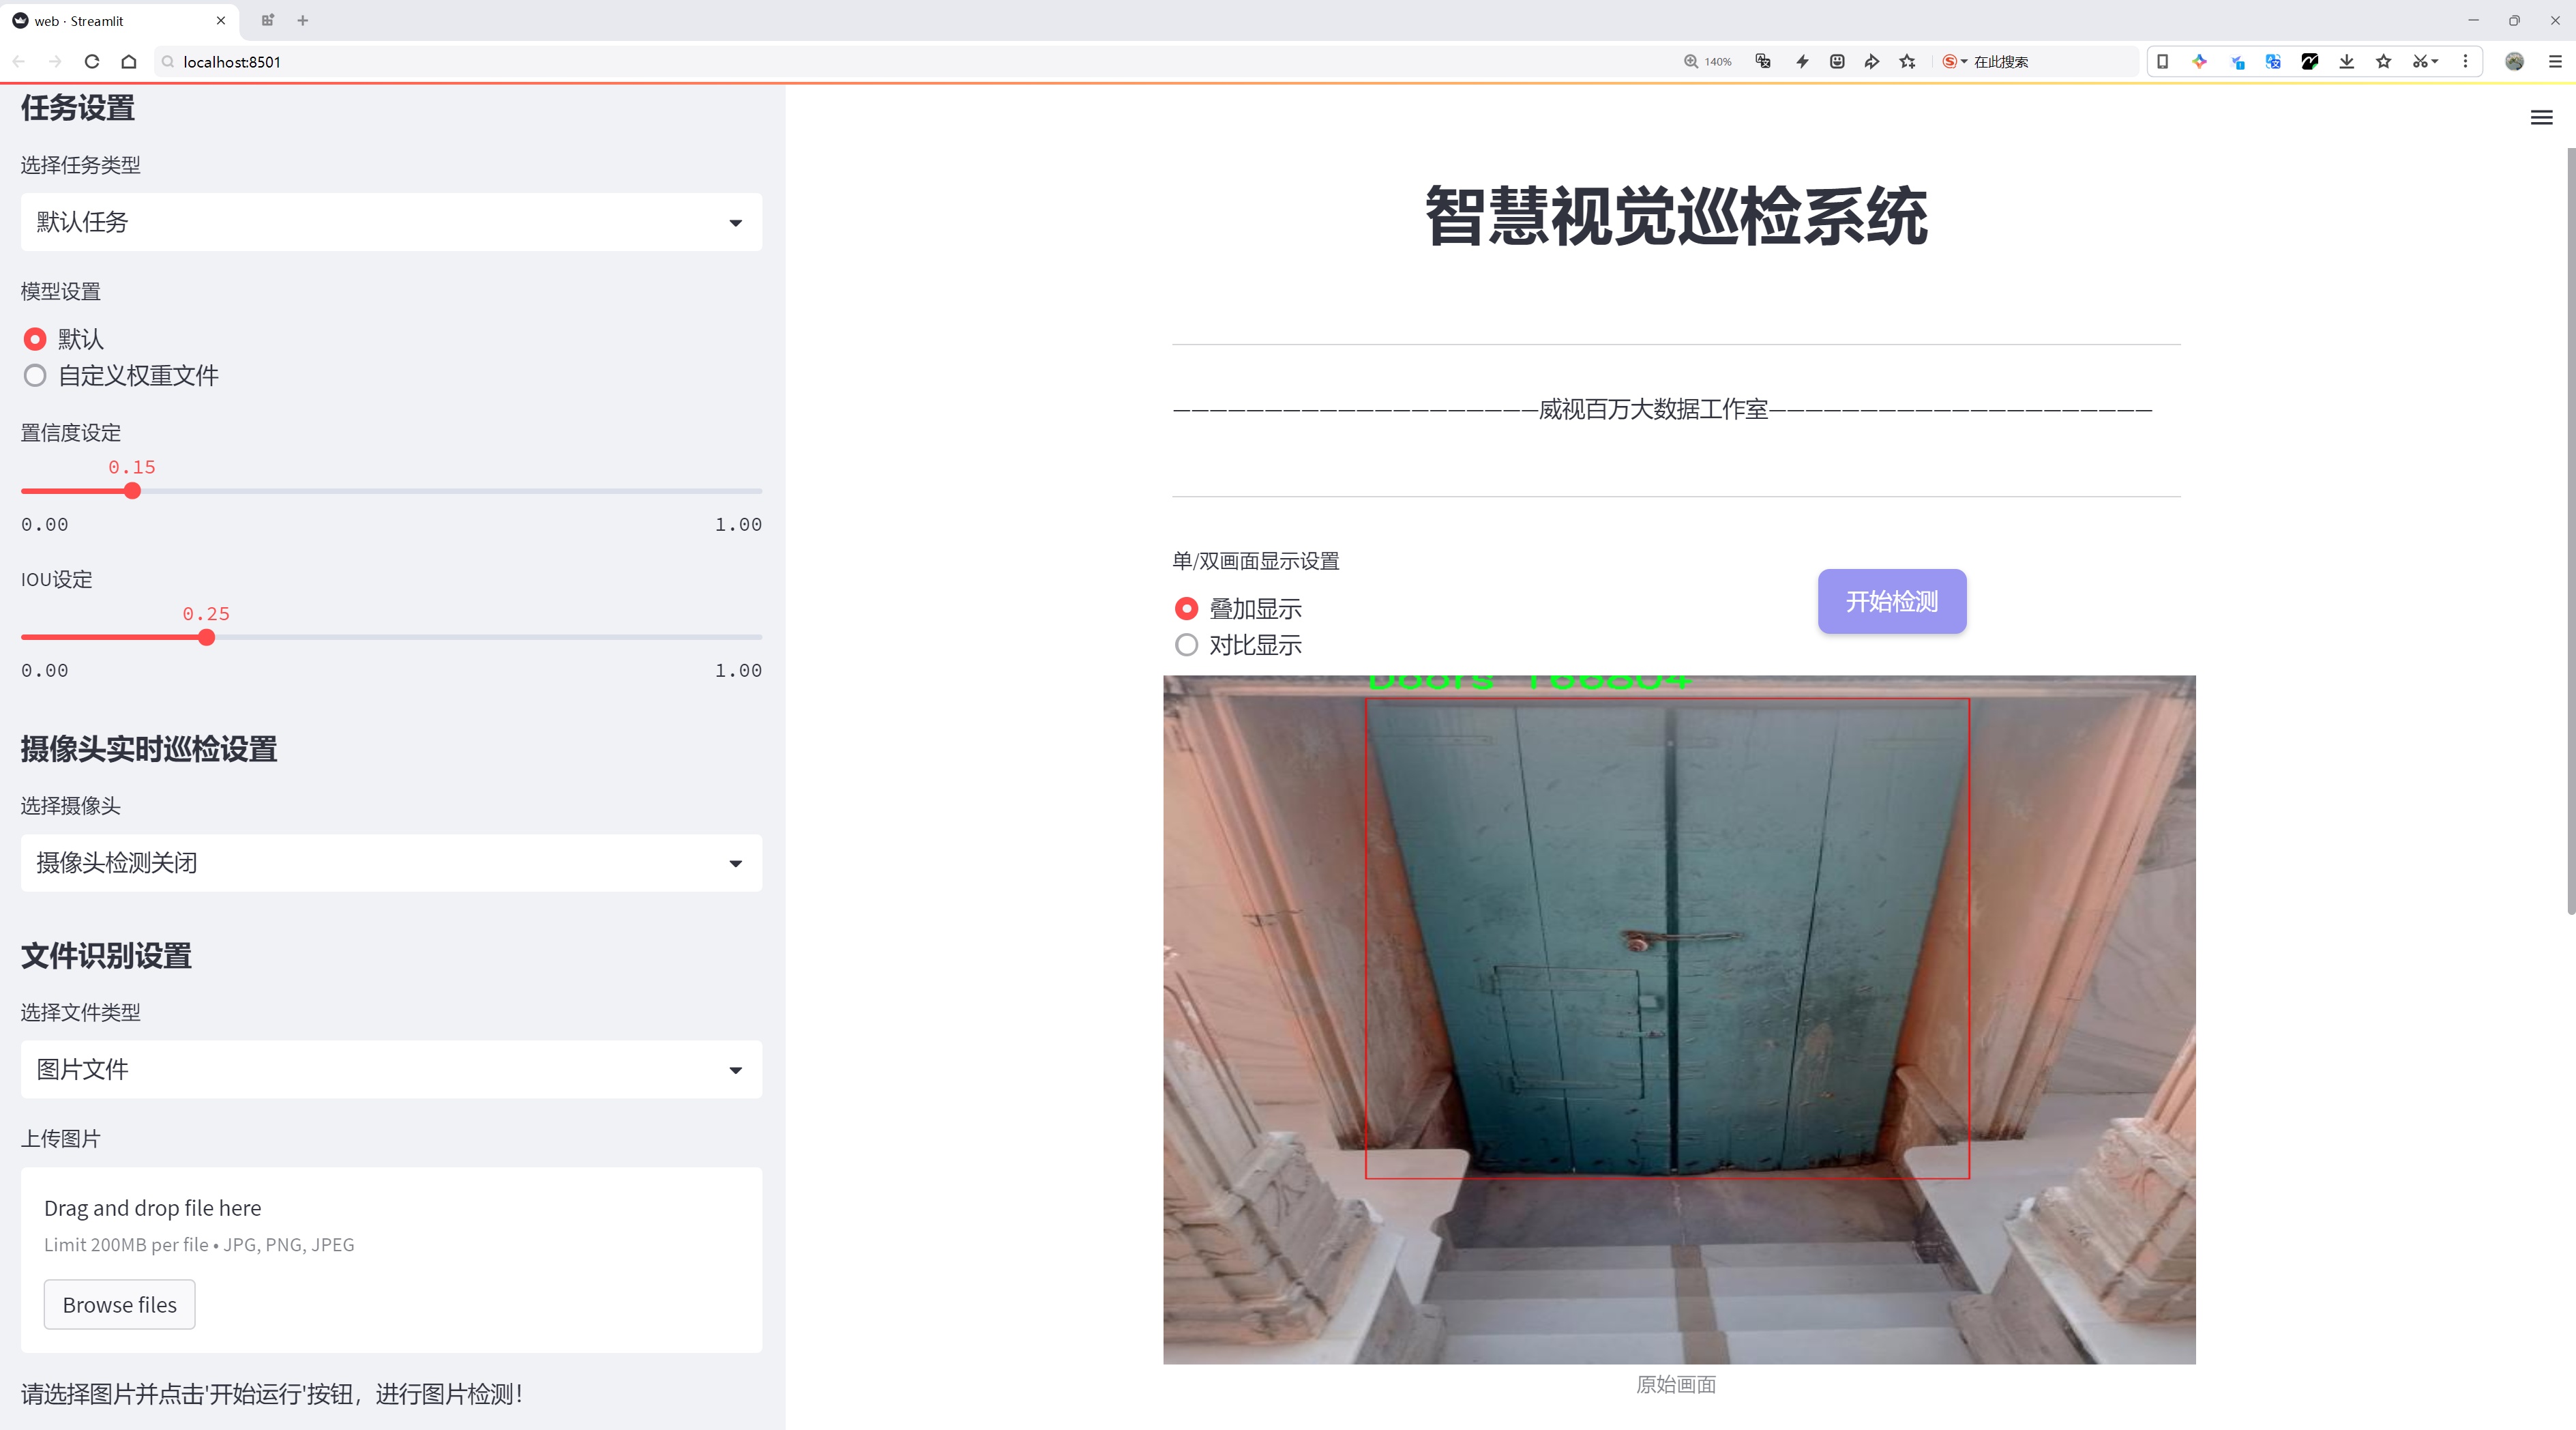 web · Streamlit
localhost:8501
140%
在此搜索
任务设置
选择任务类型
默认任务
模型设置
默认
自定义权重文件
置信度设定
0.15
0.00
1.00
IOU设定
0.25
0.00
1.00
摄像头实时巡检设置
选择摄像头
摄像头检测关闭
文件识别设置
选择文件类型
图片文件
上传图片
Drag and drop file here
Limit 200MB per file • JPG, PNG, JPEG
Browse files
请选择图片并点击'开始运行'按钮，进行图片检测！
智慧视觉巡检系统
————————————————————威视百万大数据工作室—————————————————————
单/双画面显示设置
叠加显示
对比显示
开始检测
Doors 166804
原始画面